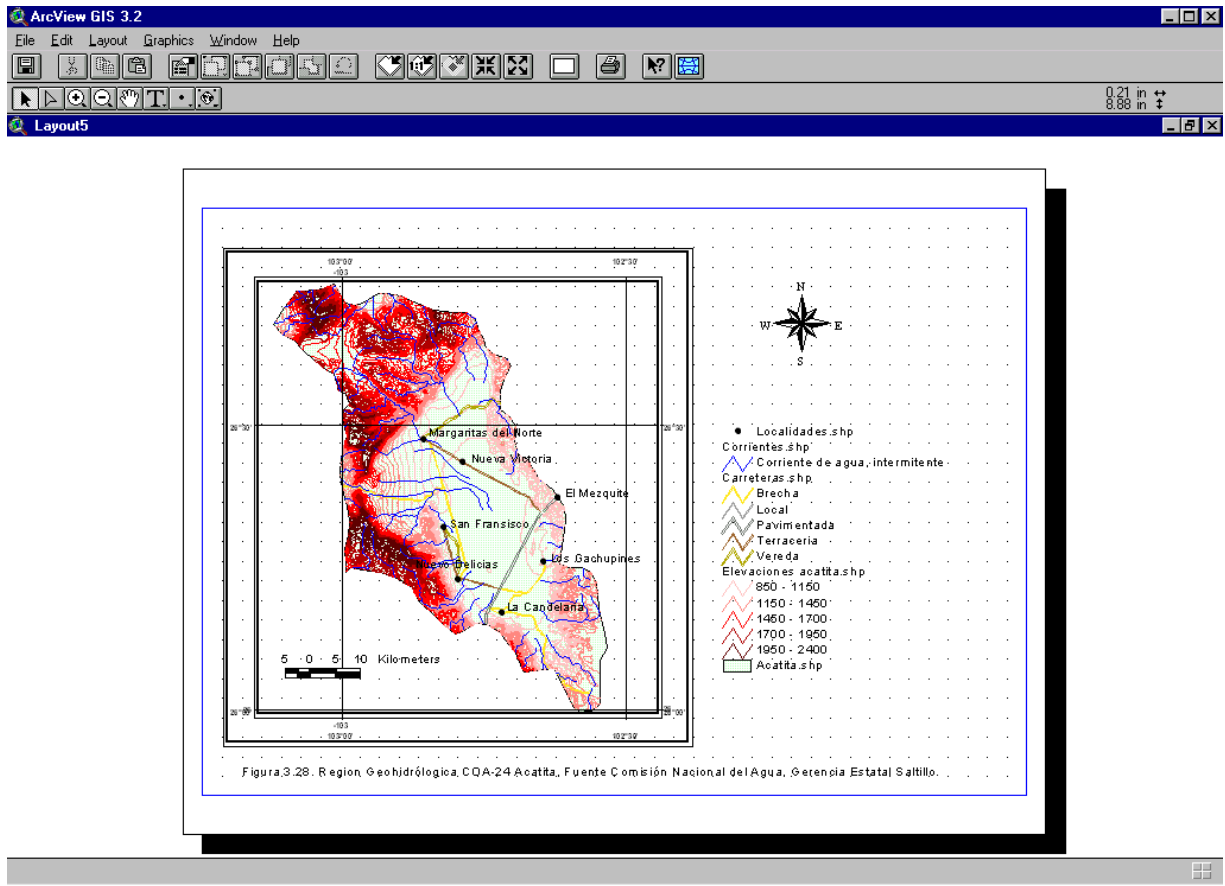 ArcView GIS 3.2
File Edit Layout Graphics Window Help
0.21 in
8.88 in
Layout5
103°00' 102°30'
-103
N
W E
S
26°30' 26°30'
Margaritas del Norte
Nueva Victoria
El Mezquite
San Fransisco
Los Gachupines
Nuevo Delicias
La Candelaria
5 0 5 10 Kilometers
26°00' 26°00'
-103
103°00' 102°30'
Localidades.shp
Corrientes.shp
Corriente de agua, intermitente
Carreteras.shp
Brecha
Local
Pavimentada
Terraceria
Vereda
Elevaciones acatita.shp
850 - 1150
1150 - 1450
1450 - 1700
1700 - 1950
1950 - 2400
Acatita.shp
Figura 3.28. Region Geohidrólogica, COA-24 Acatita, Fuente Comisión Nacional del Agua, Gerencia Estatal Saltillo.